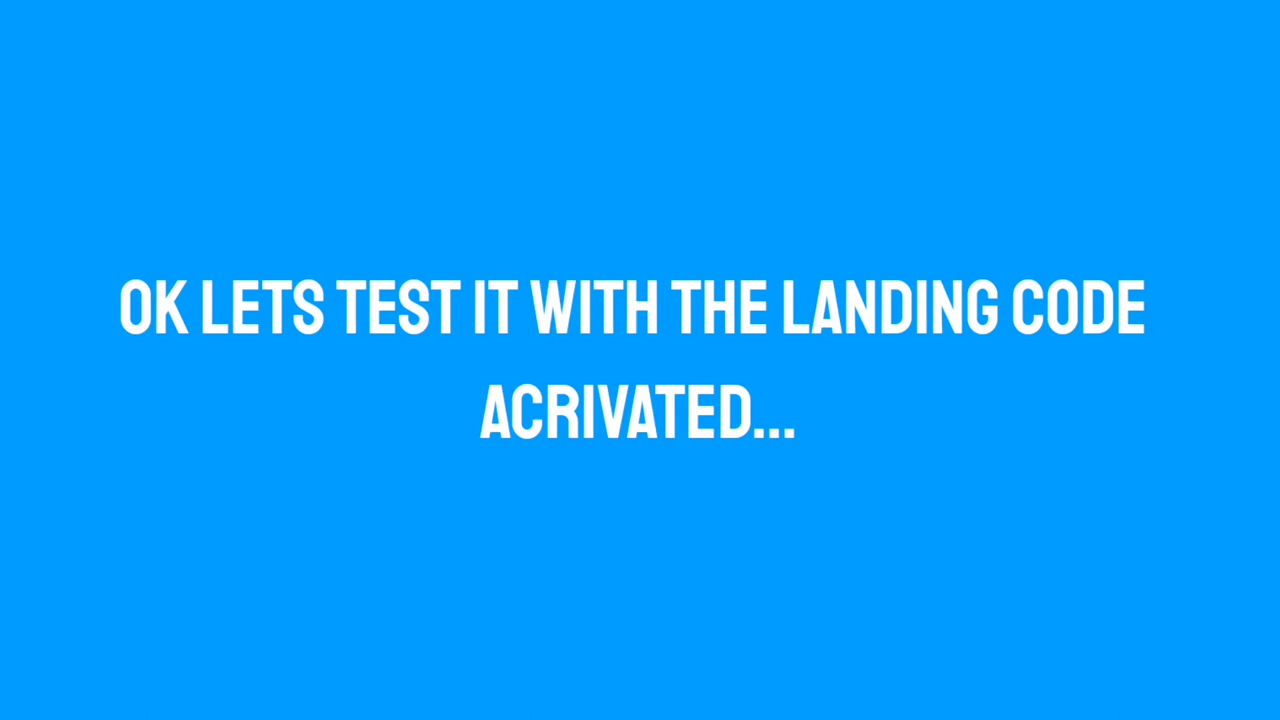 OK LETS TEST IT WITH THE LANDING CODE
ACRIVATED...